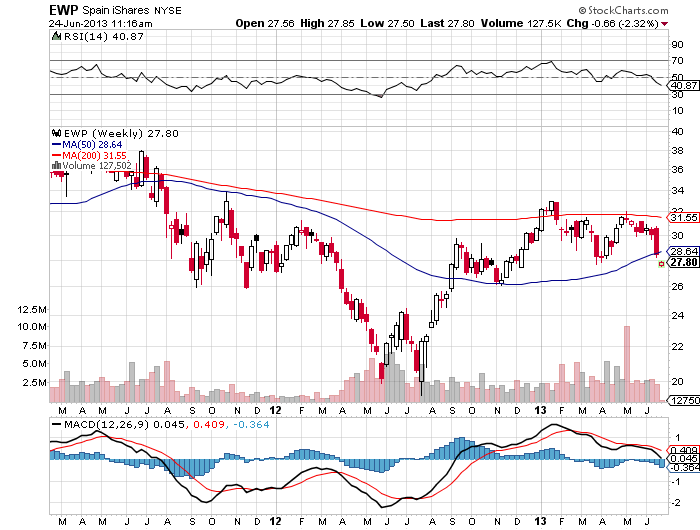 EWP Spain iShares NYSE © StockCharts.com
24-Jun-2013 11:16am Open 27.56 High 27.85 Low 27.50 Last 27.80 Volume 127.5K Chg -0.66 (-2.32%)
RSI(14) 40.87
90
70
50
40.87
30
10
EWP (Weekly) 27.80
MA(50) 28.64
MA(200) 31.55
Volume 127,502
40
38
36
34
32
31.55
30
28.64
27.80
26
24
22
20
12750
12.5M
10.0M
7.5M
5.0M
2.5M
M A M J J A S O N D 12 M A M J J A S O N D 13 F M A M J
MACD(12,26,9) 0.045, 0.409, -0.364
1
0.409
0.045
-0.364
-1
-2
M A M J J A S O N D 12 M A M J J A S O N D 13 F M A M J